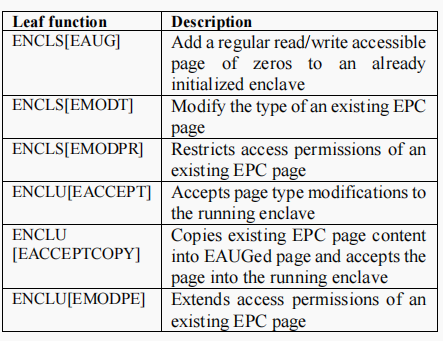 Leaf function Description
ENCLS[EAUG] Add a regular read/write accessible
page of zeros to an already
initialized enclave
ENCLS[EMODT] Modify the type of an existing EPC
page
ENCLS[EMODPR] Restricts access permissions of an
existing EPC page
ENCLU[EACCEPT] Accepts page type modifications to
the running enclave
ENCLU Copies existing EPC page content
[EACCEPTCOPY] into EAUGed page and accepts the
page into the running enclave
ENCLU[EMODPE] Extends access permissions of an
existing EPC page